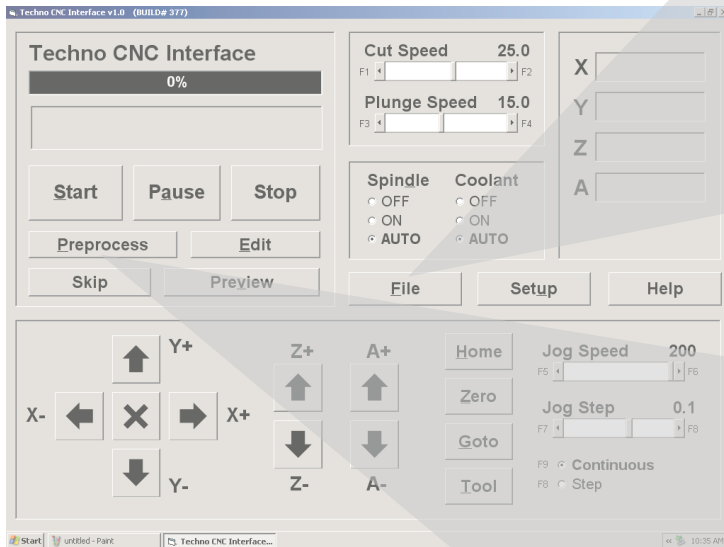 Techno CNC Interface v1.0 (BUILD# 377)
Techno CNC Interface
0%
Start Pause Stop
Preprocess Edit
Skip Preview
Cut Speed 25.0
F1 F2
Plunge Speed 15.0
F3 F4
Spindle Coolant
OFF OFF
ON ON
AUTO AUTO
X
Y
Z
A
File Setup Help
Y+
X- X+
Y-
Z+ A+
Z- A-
Home
Zero
Goto
Tool
Jog Speed 200
F5 F6
Jog Step 0.1
F7 F8
F9 Continuous
F8 Step
Start untitled - Paint Techno CNC Interface... 10:35 AM